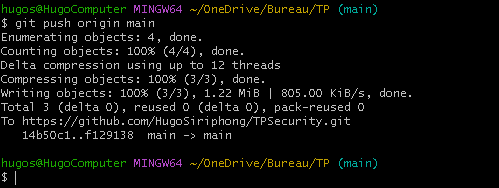 hugos@HugoComputer MINGW64 ~/OneDrive/Bureau/TP (main)
$ git push origin main
Enumerating objects: 4, done.
Counting objects: 100% (4/4), done.
Delta compression using up to 12 threads
Compressing objects: 100% (3/3), done.
Writing objects: 100% (3/3), 1.22 MiB | 805.00 KiB/s, done.
Total 3 (delta 0), reused 0 (delta 0), pack-reused 0
To https://github.com/HugoSiriphong/TPSecurity.git
   14b50c1..f129138  main -> main

hugos@HugoComputer MINGW64 ~/OneDrive/Bureau/TP (main)
$